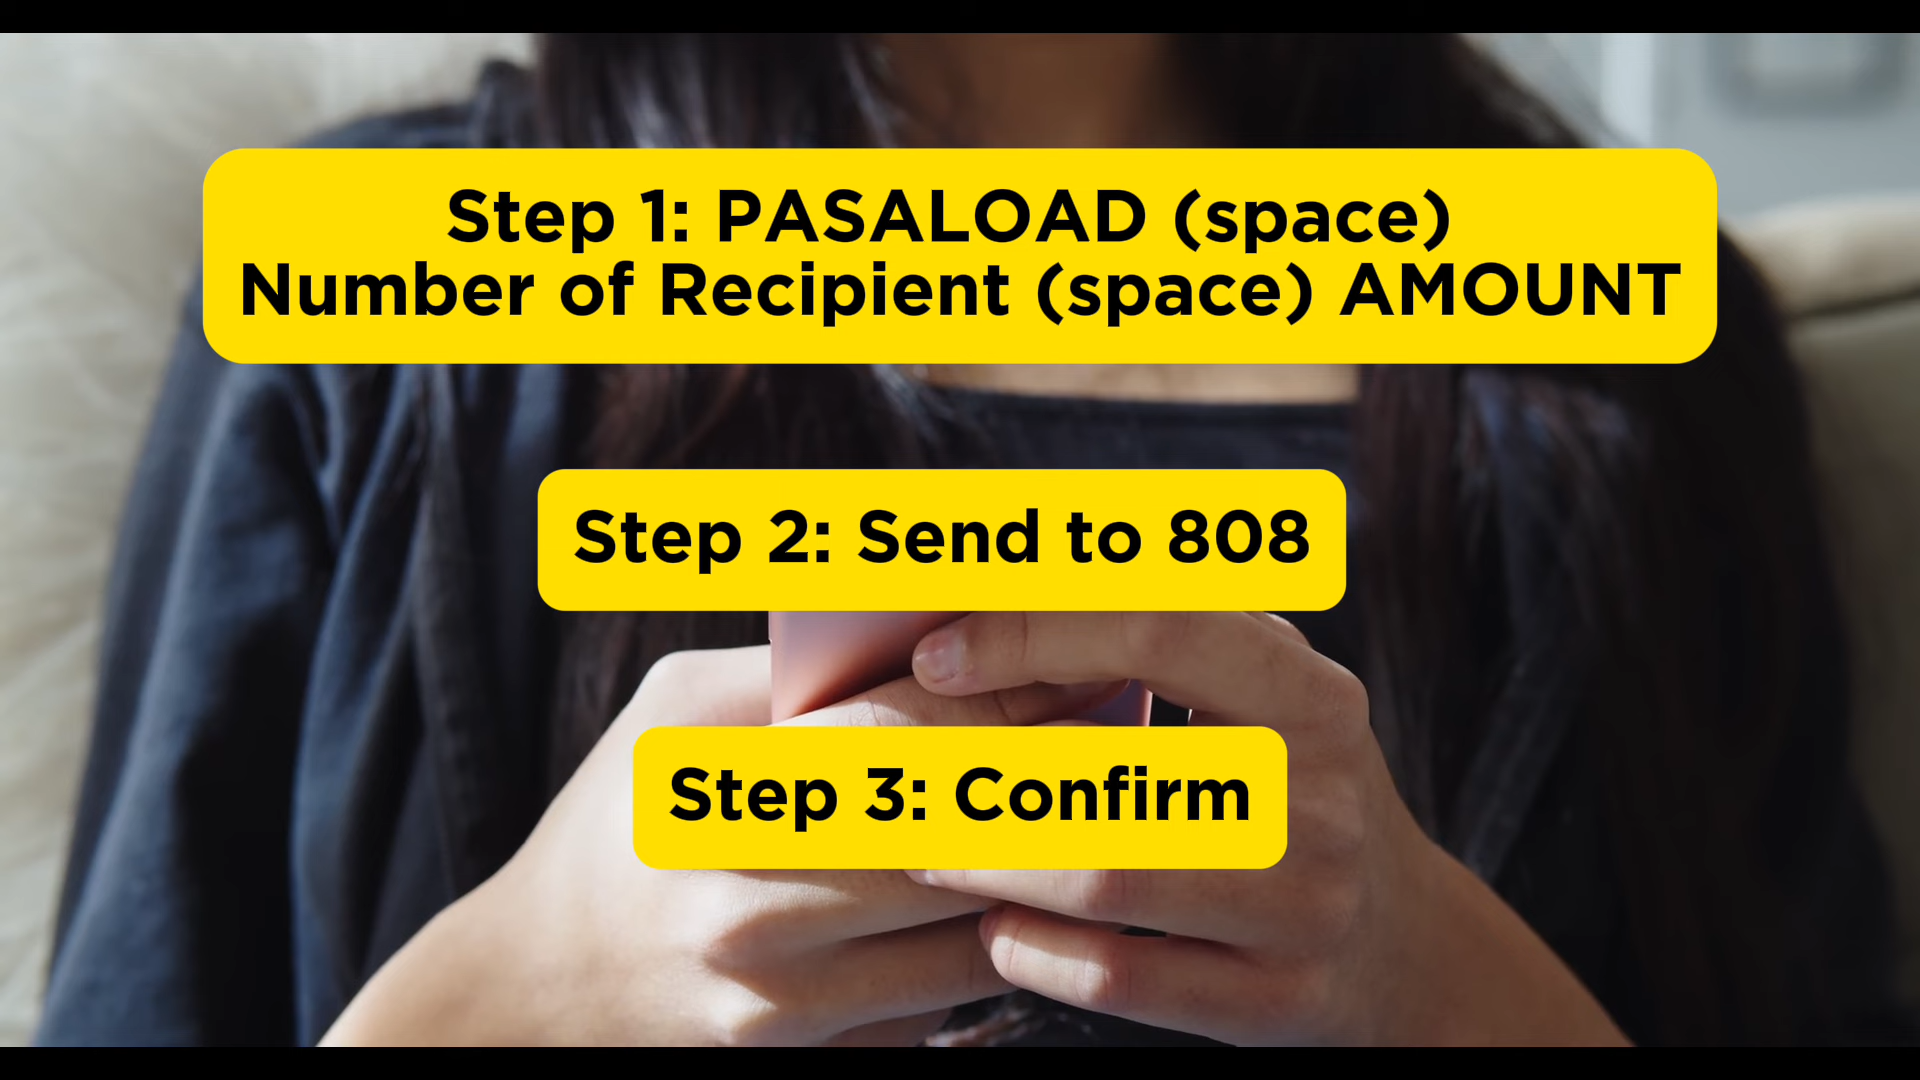 Step 1: PASALOAD (space)
Number of Recipient (space) AMOUNT
Step 2: Send to 808
Step 3: Confirm